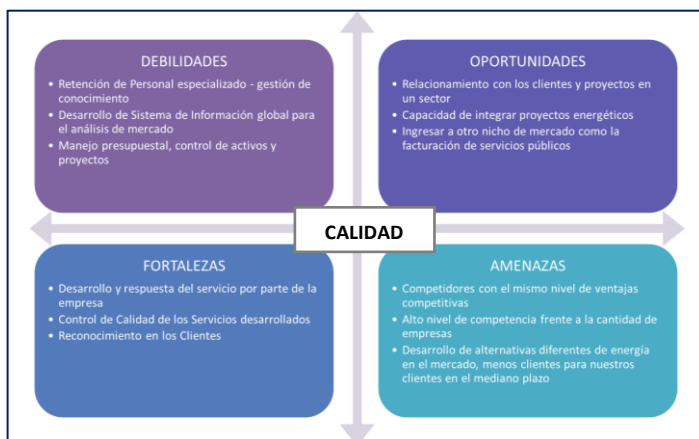 DEBILIDADES
• Retención de Personal especializado - gestión de
conocimiento
• Desarrollo de Sistema de Información global para
el análisis de mercado
• Manejo presupuestal, control de activos y
proyectos
OPORTUNIDADES
• Relacionamiento con los clientes y proyectos en
un sector
• Capacidad de integrar proyectos energéticos
• Ingresar a otro nicho de mercado como la
facturación de servicios públicos
CALIDAD
FORTALEZAS
• Desarrollo y respuesta del servicio por parte de la
empresa
• Control de Calidad de los Servicios desarrollados
• Reconocimiento en los Clientes
AMENAZAS
• Competidores con el mismo nivel de ventajas
competitivas
• Alto nivel de competencia frente a la cantidad de
empresas
• Desarrollo de alternativas diferentes de energía
en el mercado, menos clientes para nuestros
clientes en el mediano plazo